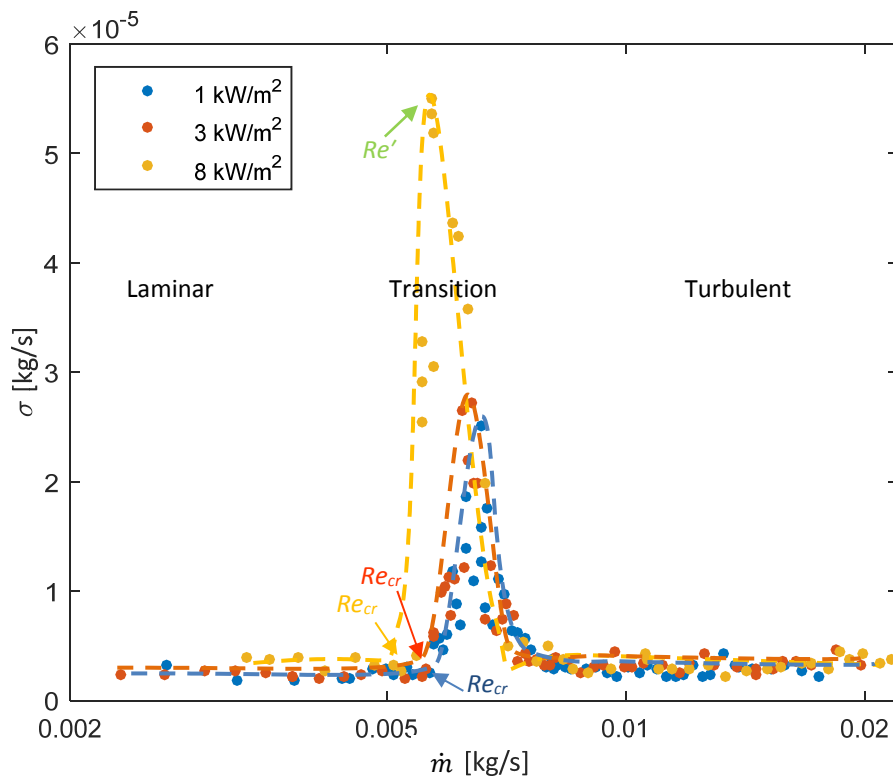 ×10⁻⁵
6
5
4
3
2
1
0
σ [kg/s]
1 kW/m²
3 kW/m²
8 kW/m²
Re′
Laminar Transition Turbulent
Re_cr
Re_cr
Re_cr
0.002 0.005 0.01 0.02
ṁ [kg/s]